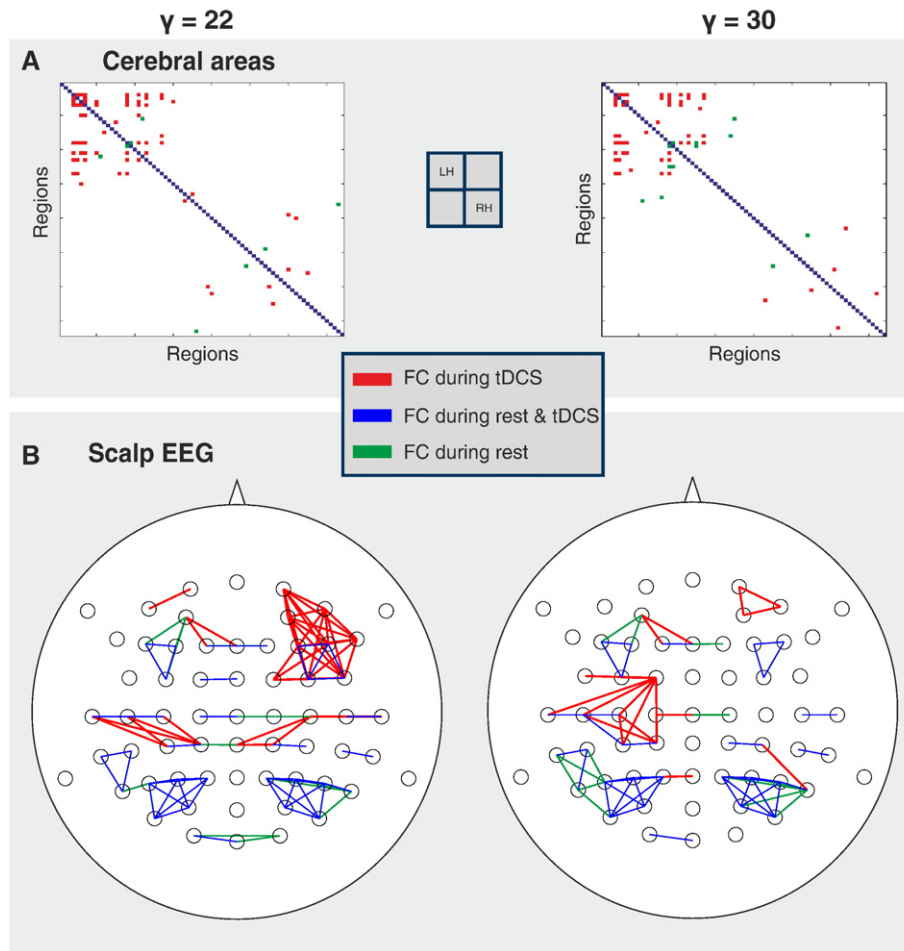 γ = 22
γ = 30
A
Cerebral areas
Regions
Regions
LH
RH
Regions
Regions
FC during tDCS
FC during rest & tDCS
FC during rest
B
Scalp EEG